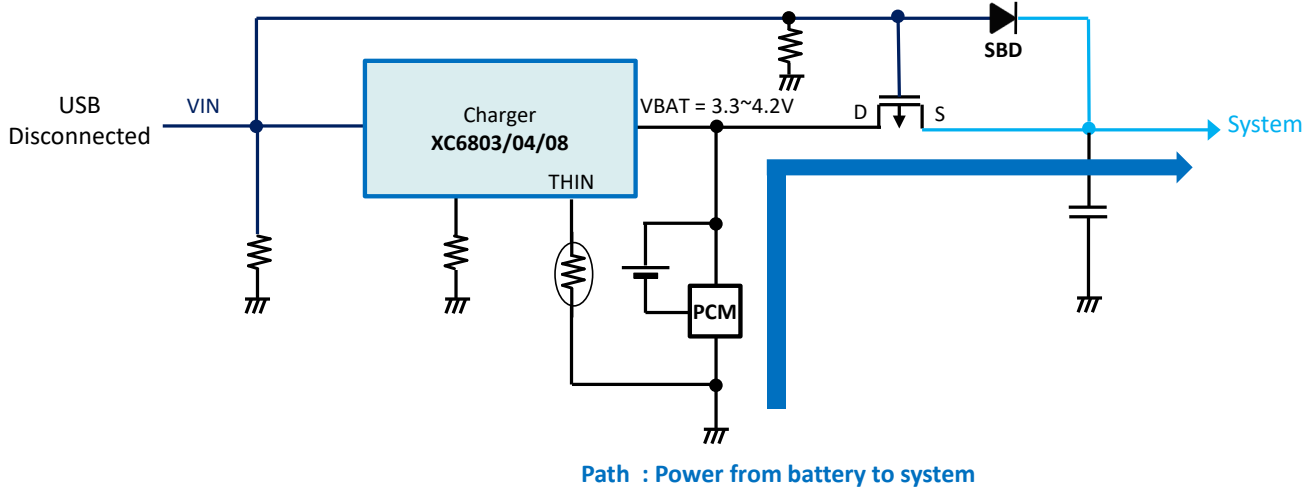 SBD
USB
Disconnected
VIN
Charger
XC6803/04/08
THIN
VBAT = 3.3~4.2V
D
S
System
PCM
Path : Power from battery to system